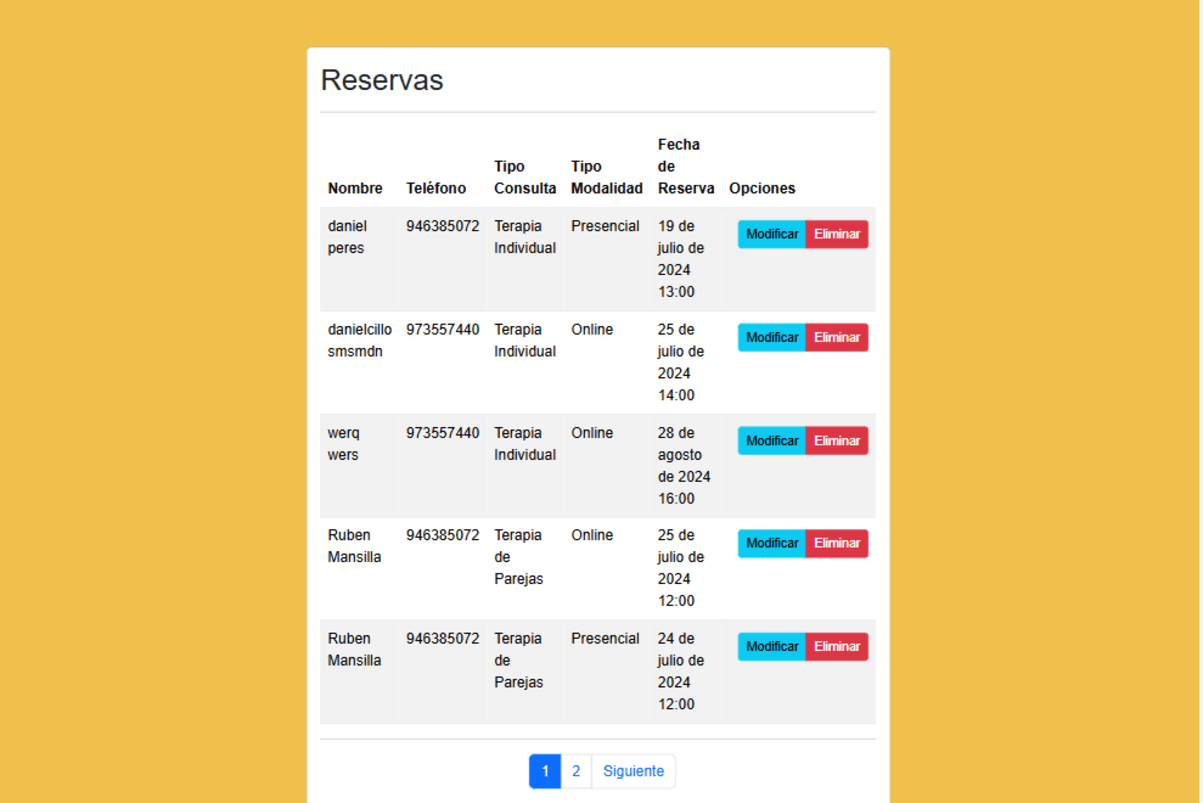 Reservas
Fecha
Tipo Tipo de
Nombre Teléfono Consulta Modalidad Reserva Opciones
daniel 946385072 Terapia Presencial 19 de Modificar Eliminar
peres Individual julio de
2024
13:00
danielcillo 973557440 Terapia Online 25 de Modificar Eliminar
smsmdn Individual julio de
2024
14:00
werq 973557440 Terapia Online 28 de Modificar Eliminar
wers Individual agosto
de 2024
16:00
Ruben 946385072 Terapia Online 25 de Modificar Eliminar
Mansilla de julio de
Parejas 2024
12:00
Ruben 946385072 Terapia Presencial 24 de Modificar Eliminar
Mansilla de julio de
Parejas 2024
12:00
1 2 Siguiente